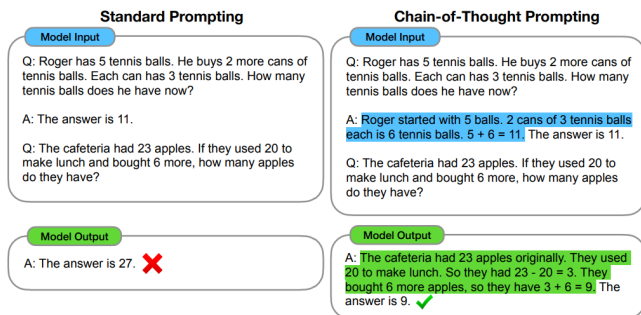 Standard Prompting
Model Input
Q: Roger has 5 tennis balls. He buys 2 more cans of
tennis balls. Each can has 3 tennis balls. How many
tennis balls does he have now?
A: The answer is 11.
Q: The cafeteria had 23 apples. If they used 20 to
make lunch and bought 6 more, how many apples
do they have?
Model Output
A: The answer is 27.
Chain-of-Thought Prompting
Model Input
Q: Roger has 5 tennis balls. He buys 2 more cans of
tennis balls. Each can has 3 tennis balls. How many
tennis balls does he have now?
A: Roger started with 5 balls. 2 cans of 3 tennis balls
each is 6 tennis balls. 5 + 6 = 11. The answer is 11.
Q: The cafeteria had 23 apples. If they used 20 to
make lunch and bought 6 more, how many apples
do they have?
Model Output
A: The cafeteria had 23 apples originally. They used
20 to make lunch. So they had 23 - 20 = 3. They
bought 6 more apples, so they have 3 + 6 = 9. The
answer is 9.